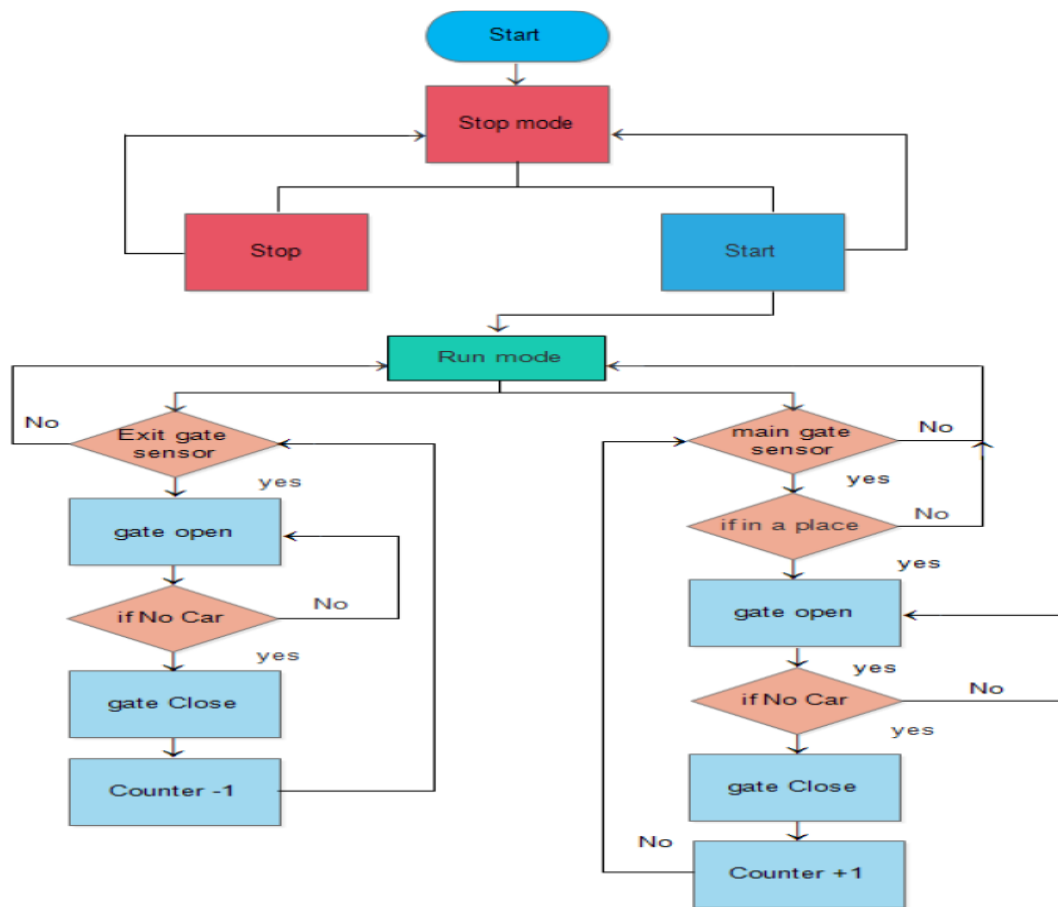 Start
Stop mode
Stop
Start
Run mode
No
Exit gate
sensor
yes
gate open
if No Car
No
yes
gate Close
Counter -1
main gate
sensor
No
yes
if in a place
No
yes
gate open
yes
if No Car
No
yes
gate Close
No
Counter +1